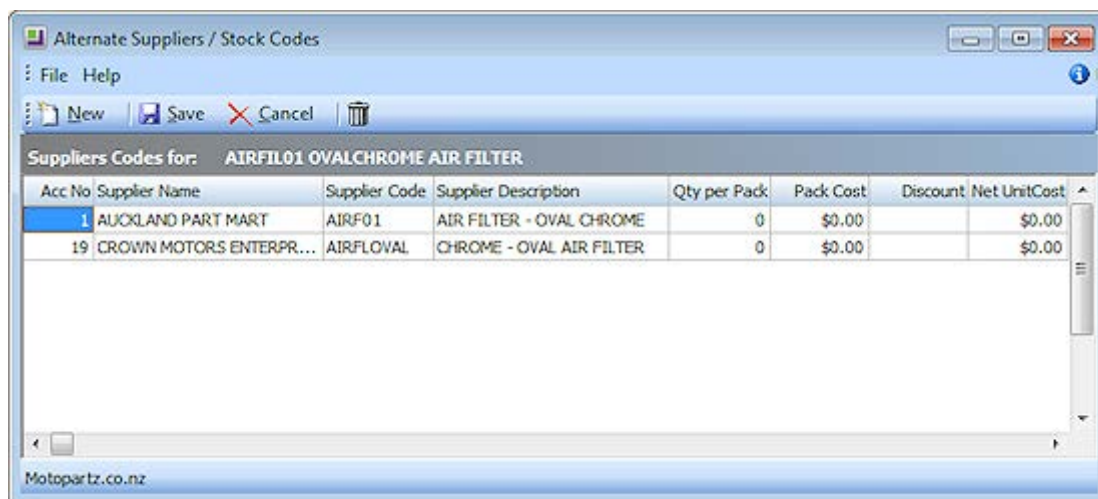 Alternate Suppliers / Stock Codes
File Help
New Save Cancel
Suppliers Codes for: AIRFIL01 OVALCHROME AIR FILTER
Acc No Supplier Name Supplier Code Supplier Description Qty per Pack Pack Cost Discount Net UnitCost
1 AUCKLAND PART MART AIRF01 AIR FILTER - OVAL CHROME 0 $0.00 $0.00
19 CROWN MOTORS ENTERPR... AIRFLOVAL CHROME - OVAL AIR FILTER 0 $0.00 $0.00
Motopartz.co.nz